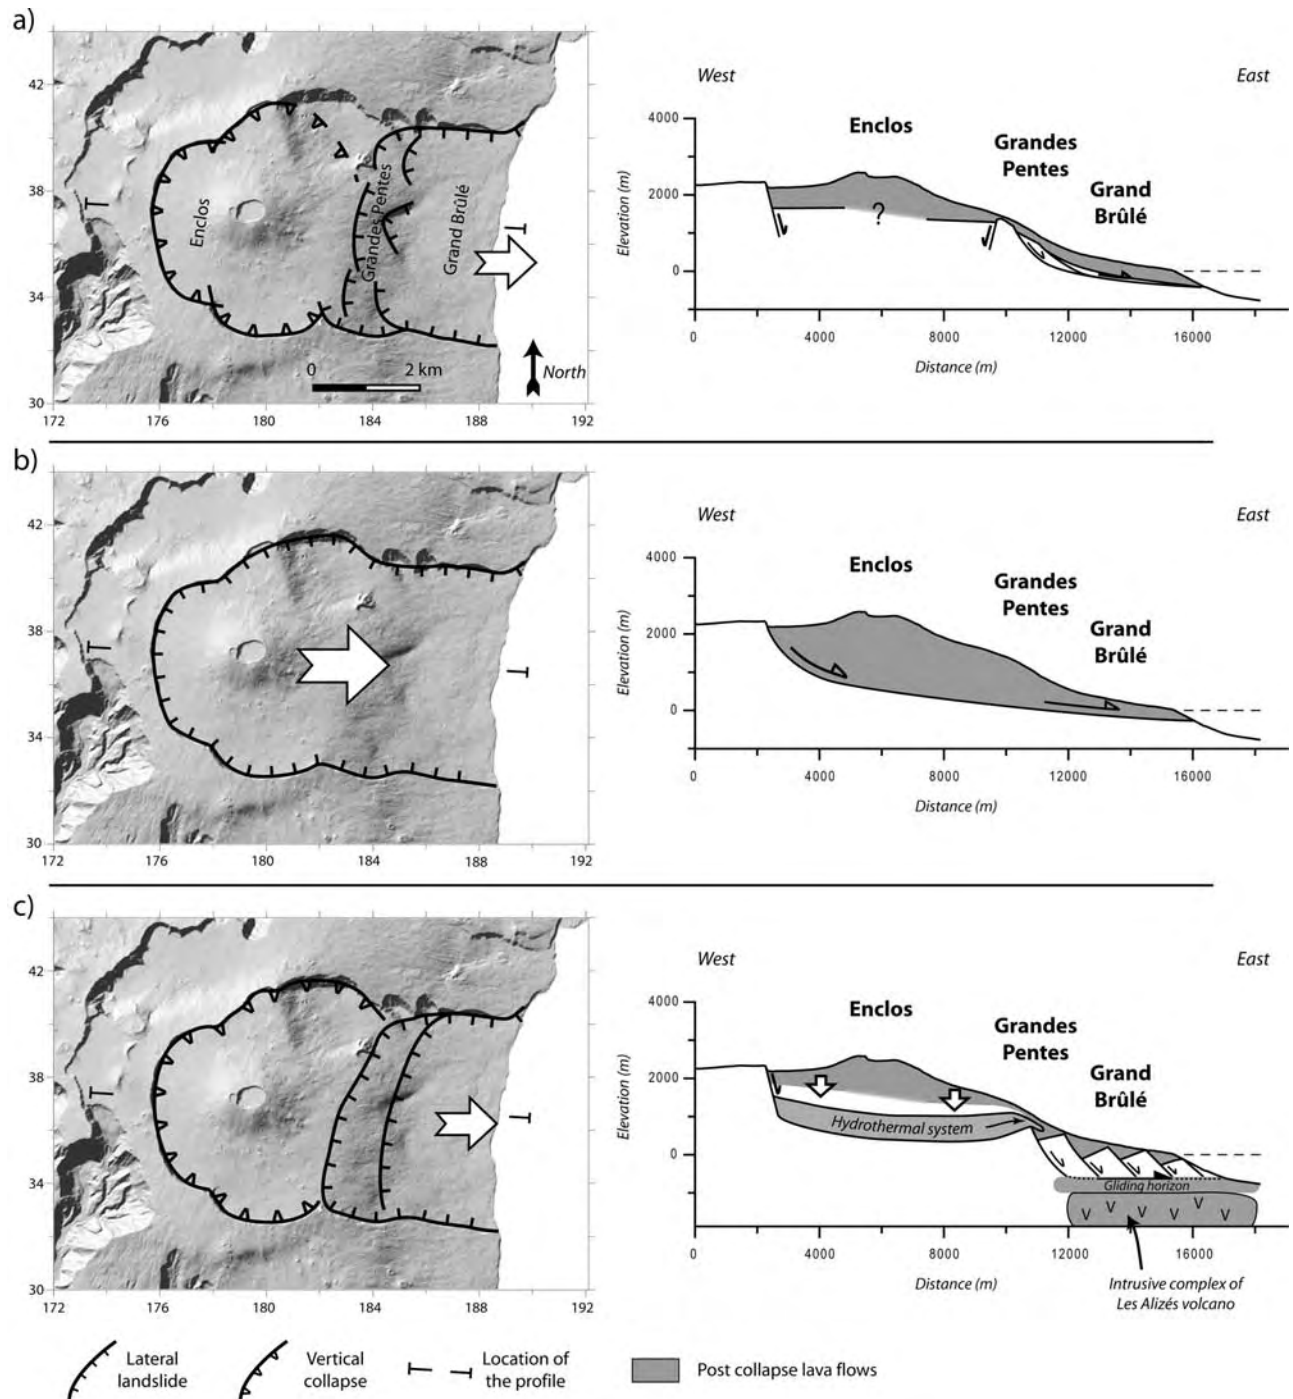 a)
42
38
34
30
172
176
180
184
188
192
Enclos
Grandes Pentes
Grand Brûlé
0
2 km
North
West
East
Enclos
Grandes
Pentes
Grand
Brûlé
Elevation (m)
4000
2000
0
?
0
4000
8000
12000
16000
Distance (m)
b)
42
38
34
30
172
176
180
184
188
192
West
East
Enclos
Grandes
Pentes
Grand
Brûlé
Elevation (m)
4000
2000
0
0
4000
8000
12000
16000
Distance (m)
c)
42
38
34
30
172
176
180
184
188
192
West
East
Enclos
Grandes
Pentes
Grand
Brûlé
Elevation (m)
4000
2000
0
Hydrothermal system
Gliding horizon
V V V V V V V
0
4000
8000
12000
16000
Distance (m)
Intrusive complex of
Les Alizés volcano
Lateral
landslide
Vertical
collapse
Location of
the profile
Post collapse lava flows